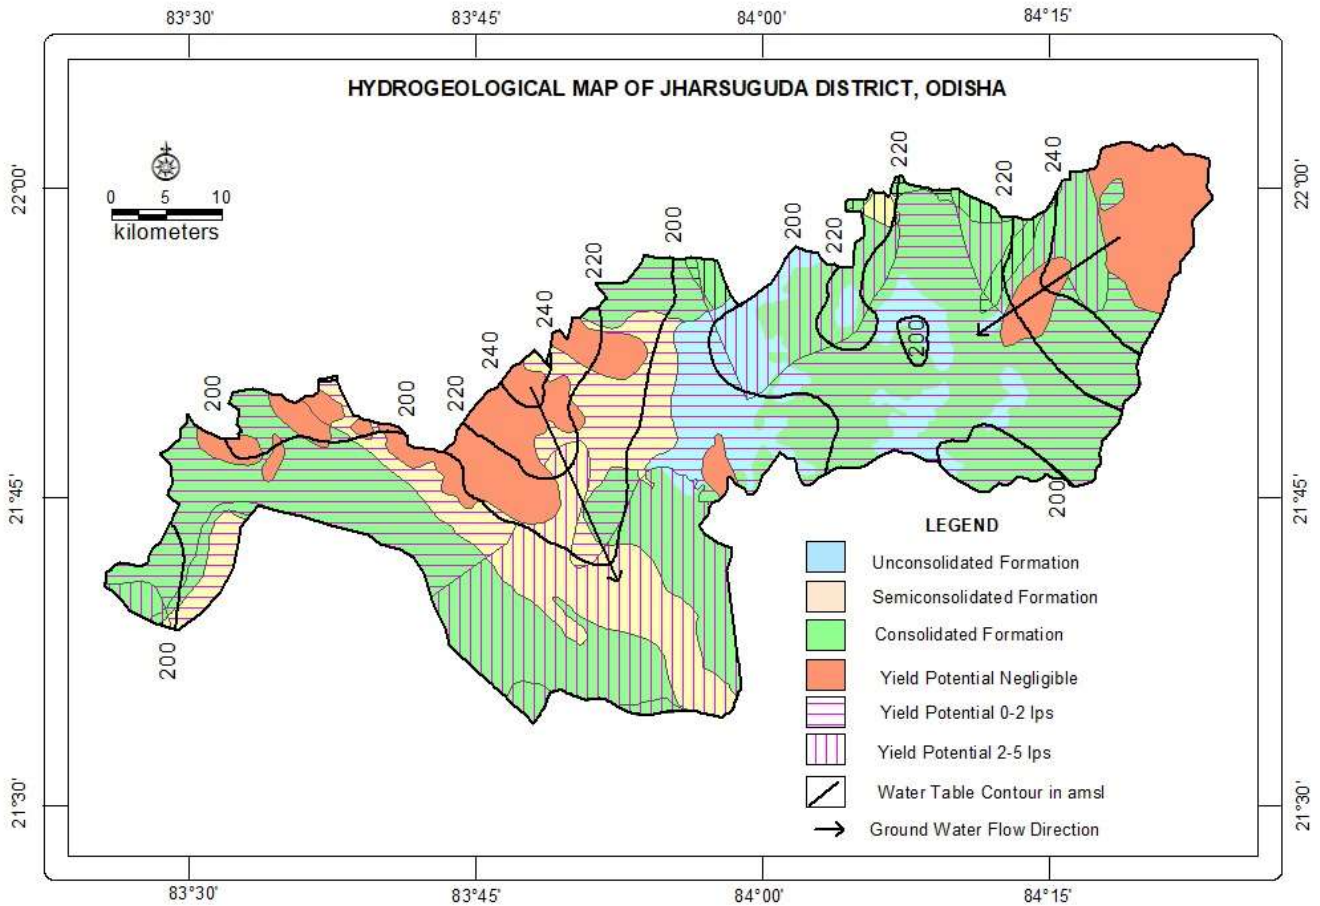 83°30'
83°45'
84°00'
84°15'
HYDROGEOLOGICAL MAP OF JHARSUGUDA DISTRICT, ODISHA
22°00'
22°00'
0 5 10
kilometers
220
220
240
200
200
220
220
240
240
220
200
200
200
21°45'
21°45'
200
200
LEGEND
Unconsolidated Formation
Semiconsolidated Formation
Consolidated Formation
Yield Potential Negligible
Yield Potential 0-2 lps
Yield Potential 2-5 lps
Water Table Contour in amsl
Ground Water Flow Direction
21°30'
21°30'
83°30'
83°45'
84°00'
84°15'